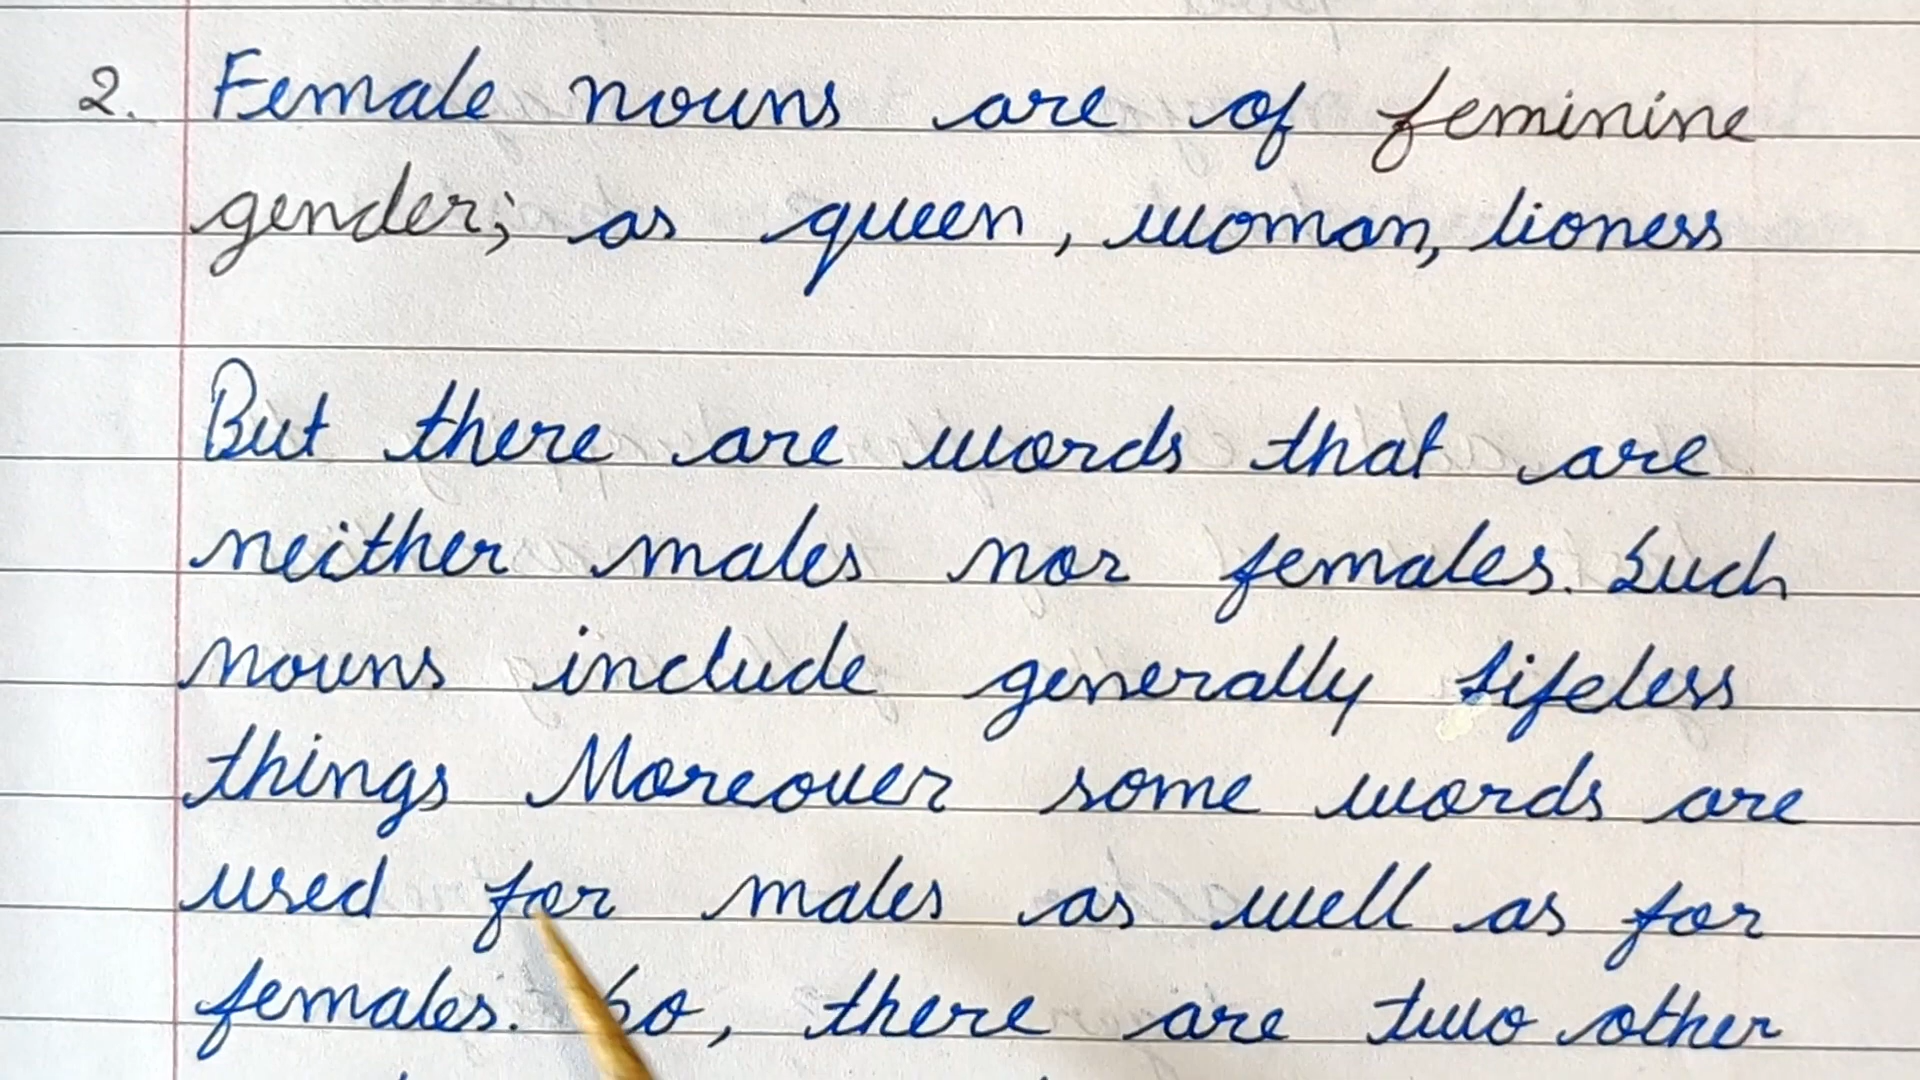 2. Female nouns are of feminine
gender; as queen, woman, lioness
But there are words that are
neither males nor females. Such
nouns include generally lifeless
things Moreover some words are
used for males as well as for
females. So, there are two other